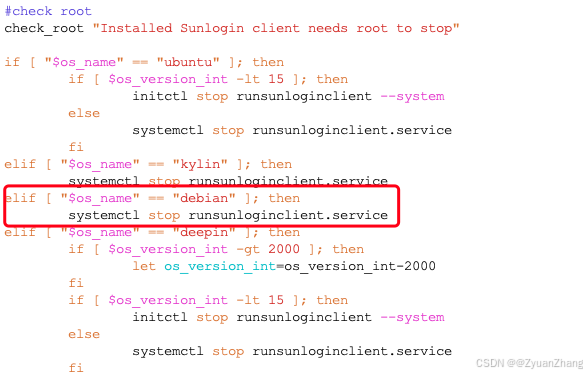 #check root
check_root "Installed Sunlogin client needs root to stop"
if [ "$os_name" == "ubuntu" ]; then
if [ $os_version_int -lt 15 ]; then
initctl stop runsunloginclient --system
else
systemctl stop runsunloginclient.service
fi
elif [ "$os_name" == "kylin" ]; then
systemctl stop runsunloginclient.service
elif [ "$os_name" == "debian" ]; then
systemctl stop runsunloginclient.service
elif [ "$os_name" == "deepin" ]; then
if [ $os_version_int -gt 2000 ]; then
let os_version_int=os_version_int-2000
fi
if [ $os_version_int -lt 15 ]; then
initctl stop runsunloginclient --system
else
systemctl stop runsunloginclient.service
fi
CSDN @@ZyuanZhang